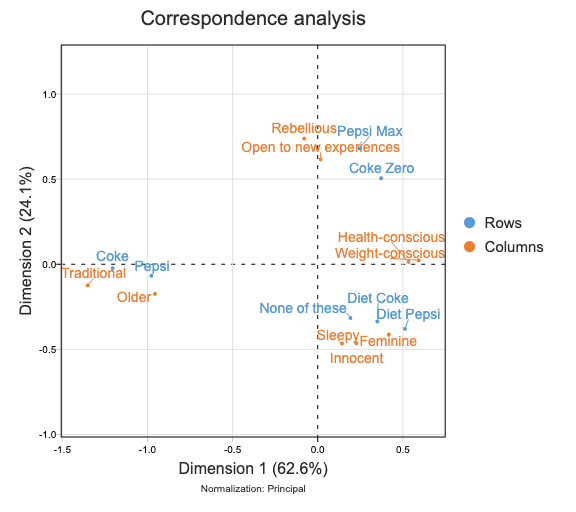 Correspondence analysis
1.0
Rebellious
Pepsi Max
Open to new experiences
Coke Zero
0.5
Health-conscious
Weight-conscious
Coke
Pepsi
0.0
Traditional
Older
None of these
Diet Coke
Diet Pepsi
Sleepy
Feminine
Innocent
-0.5
-1.0
-1.5
-1.0
-0.5
0.0
0.5
Dimension 1 (62.6%)
Dimension 2 (24.1%)
Normalization: Principal
Rows
Columns